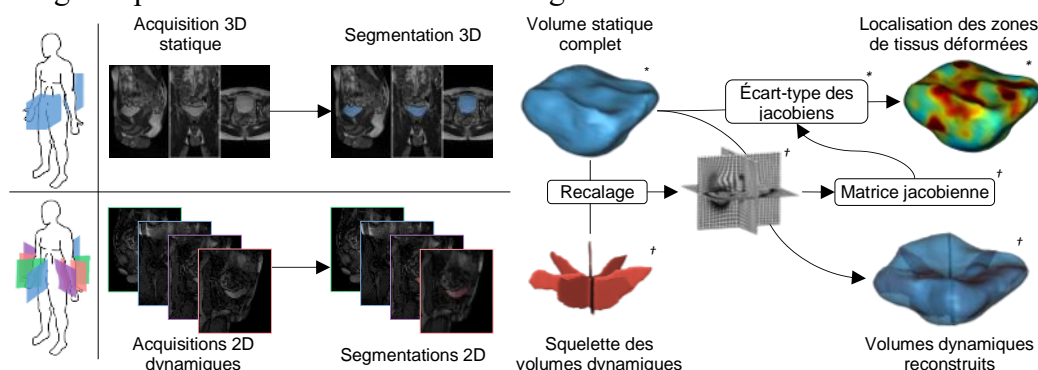 Acquisition 3D
statique
Segmentation 3D
Acquisitions 2D
dynamiques
Segmentations 2D
Volume statique
complet
*
Recalage
†
Squelette des
volumes dynamiques
†
Écart-type des
jacobiens
*
Matrice jacobienne
†
Localisation des zones
de tissus déformées
*
†
Volumes dynamiques
reconstruits